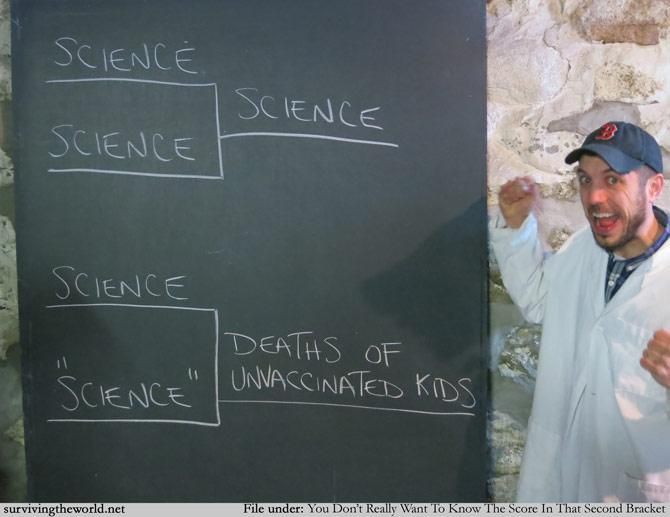 SCIENCE
SCIENCE
SCIENCE
SCIENCE
"SCIENCE"
DEATHS OF
UNVACCINATED KIDS
B
survivingtheworld.net
File under: You Don't Really Want To Know The Score In That Second Bracket